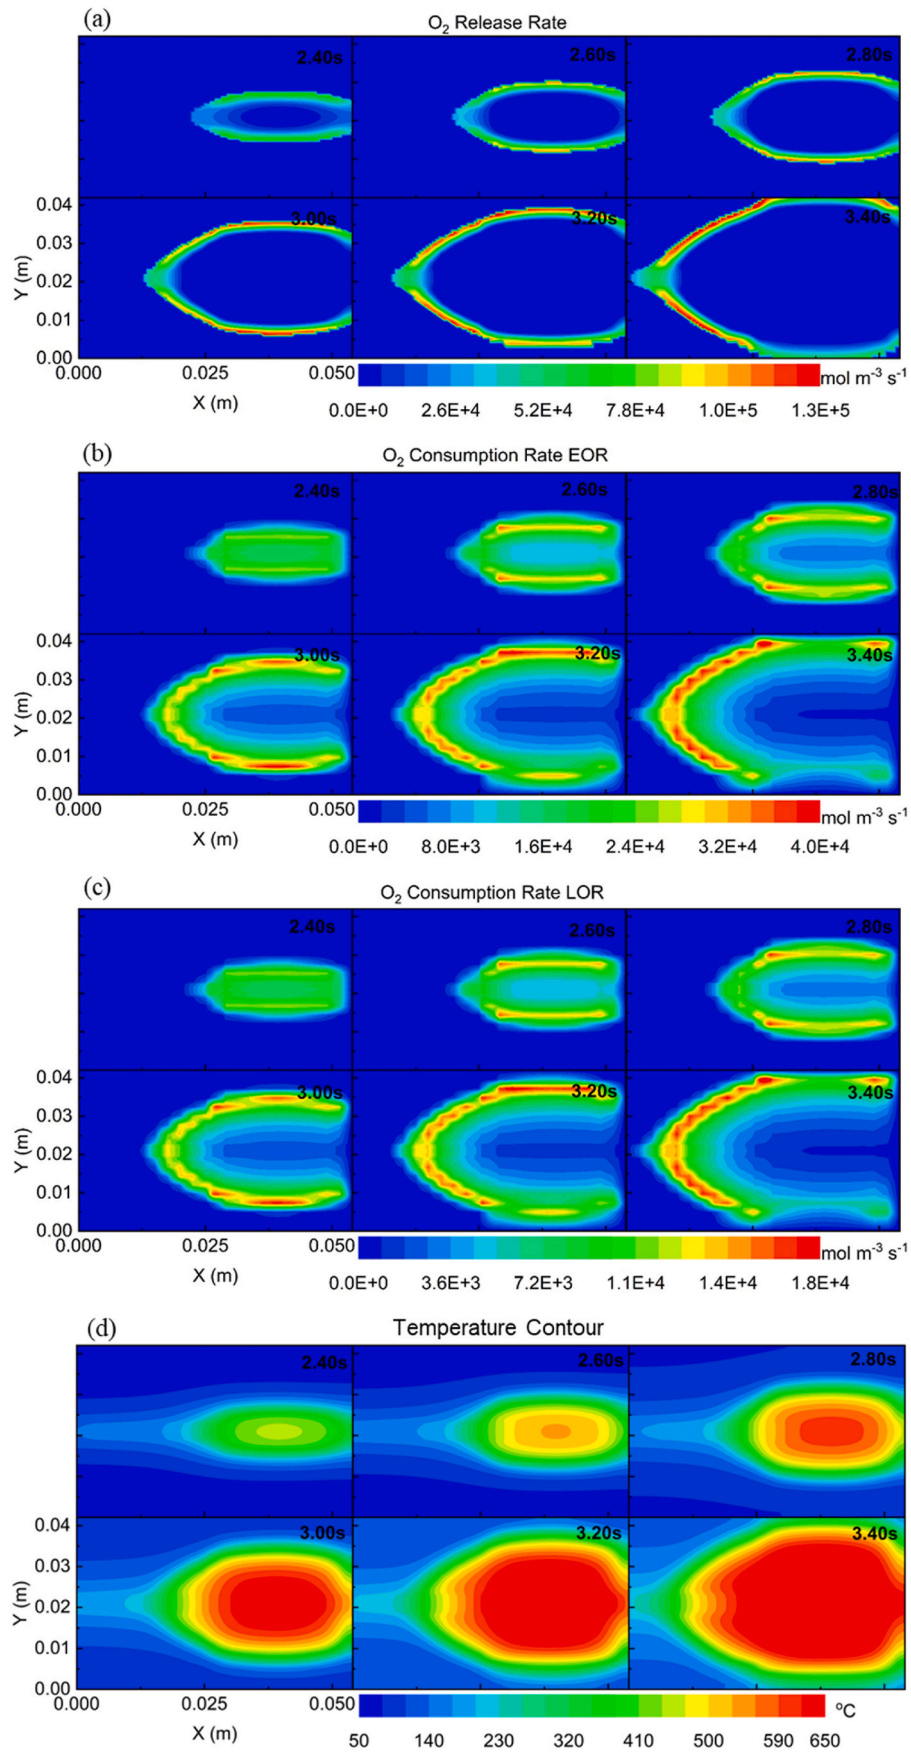 (a)
O₂ Release Rate
2.40s 2.60s 2.80s
0.04 3.00s 3.20s 3.40s
0.03
0.02
0.01
0.00
Y (m)
0.000 0.025 0.050
X (m)
mol m⁻³ s⁻¹
0.0E+0 2.6E+4 5.2E+4 7.8E+4 1.0E+5 1.3E+5
(b)
O₂ Consumption Rate EOR
2.40s 2.60s 2.80s
0.04 3.00s 3.20s 3.40s
0.03
0.02
0.01
0.00
Y (m)
0.000 0.025 0.050
X (m)
mol m⁻³ s⁻¹
0.0E+0 8.0E+3 1.6E+4 2.4E+4 3.2E+4 4.0E+4
(c)
O₂ Consumption Rate LOR
2.40s 2.60s 2.80s
0.04 3.00s 3.20s 3.40s
0.03
0.02
0.01
0.00
Y (m)
0.000 0.025 0.050
X (m)
mol m⁻³ s⁻¹
0.0E+0 3.6E+3 7.2E+3 1.1E+4 1.4E+4 1.8E+4
(d)
Temperature Contour
2.40s 2.60s 2.80s
0.04 3.00s 3.20s 3.40s
0.03
0.02
0.01
0.00
Y (m)
0.000 0.025 0.050
X (m)
ºC
50 140 230 320 410 500 590 650